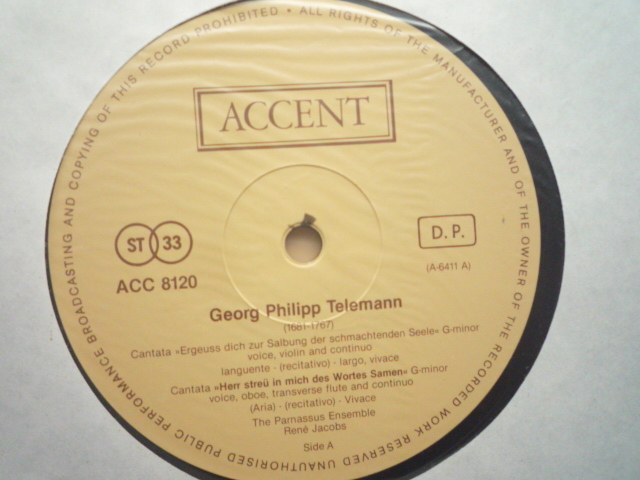 ALL RIGHTS OF THE MANUFACTURER AND OF THE OWNER OF THE RECORDED WORK RESERVED UNAUTHORISED PUBLIC PERFORMANCE BROADCASTING AND COPYING OF THIS RECORD PROHIBITED •
ACCENT
ST 33
D. P.
ACC 8120
(A-6411 A)
Georg Philipp Telemann
(1681-1767)
Cantata »Ergeuss dich zur Salbung der schmachtenden Seele« G-minor
voice, violin and continuo
languente - (recitativo) - largo, vivace
Cantata »Herr streü in mich des Wortes Samen« G-minor
voice, oboe, transverse flute and continuo
(Aria) - (recitativo) - Vivace
The Parnassus Ensemble
René Jacobs
Side A